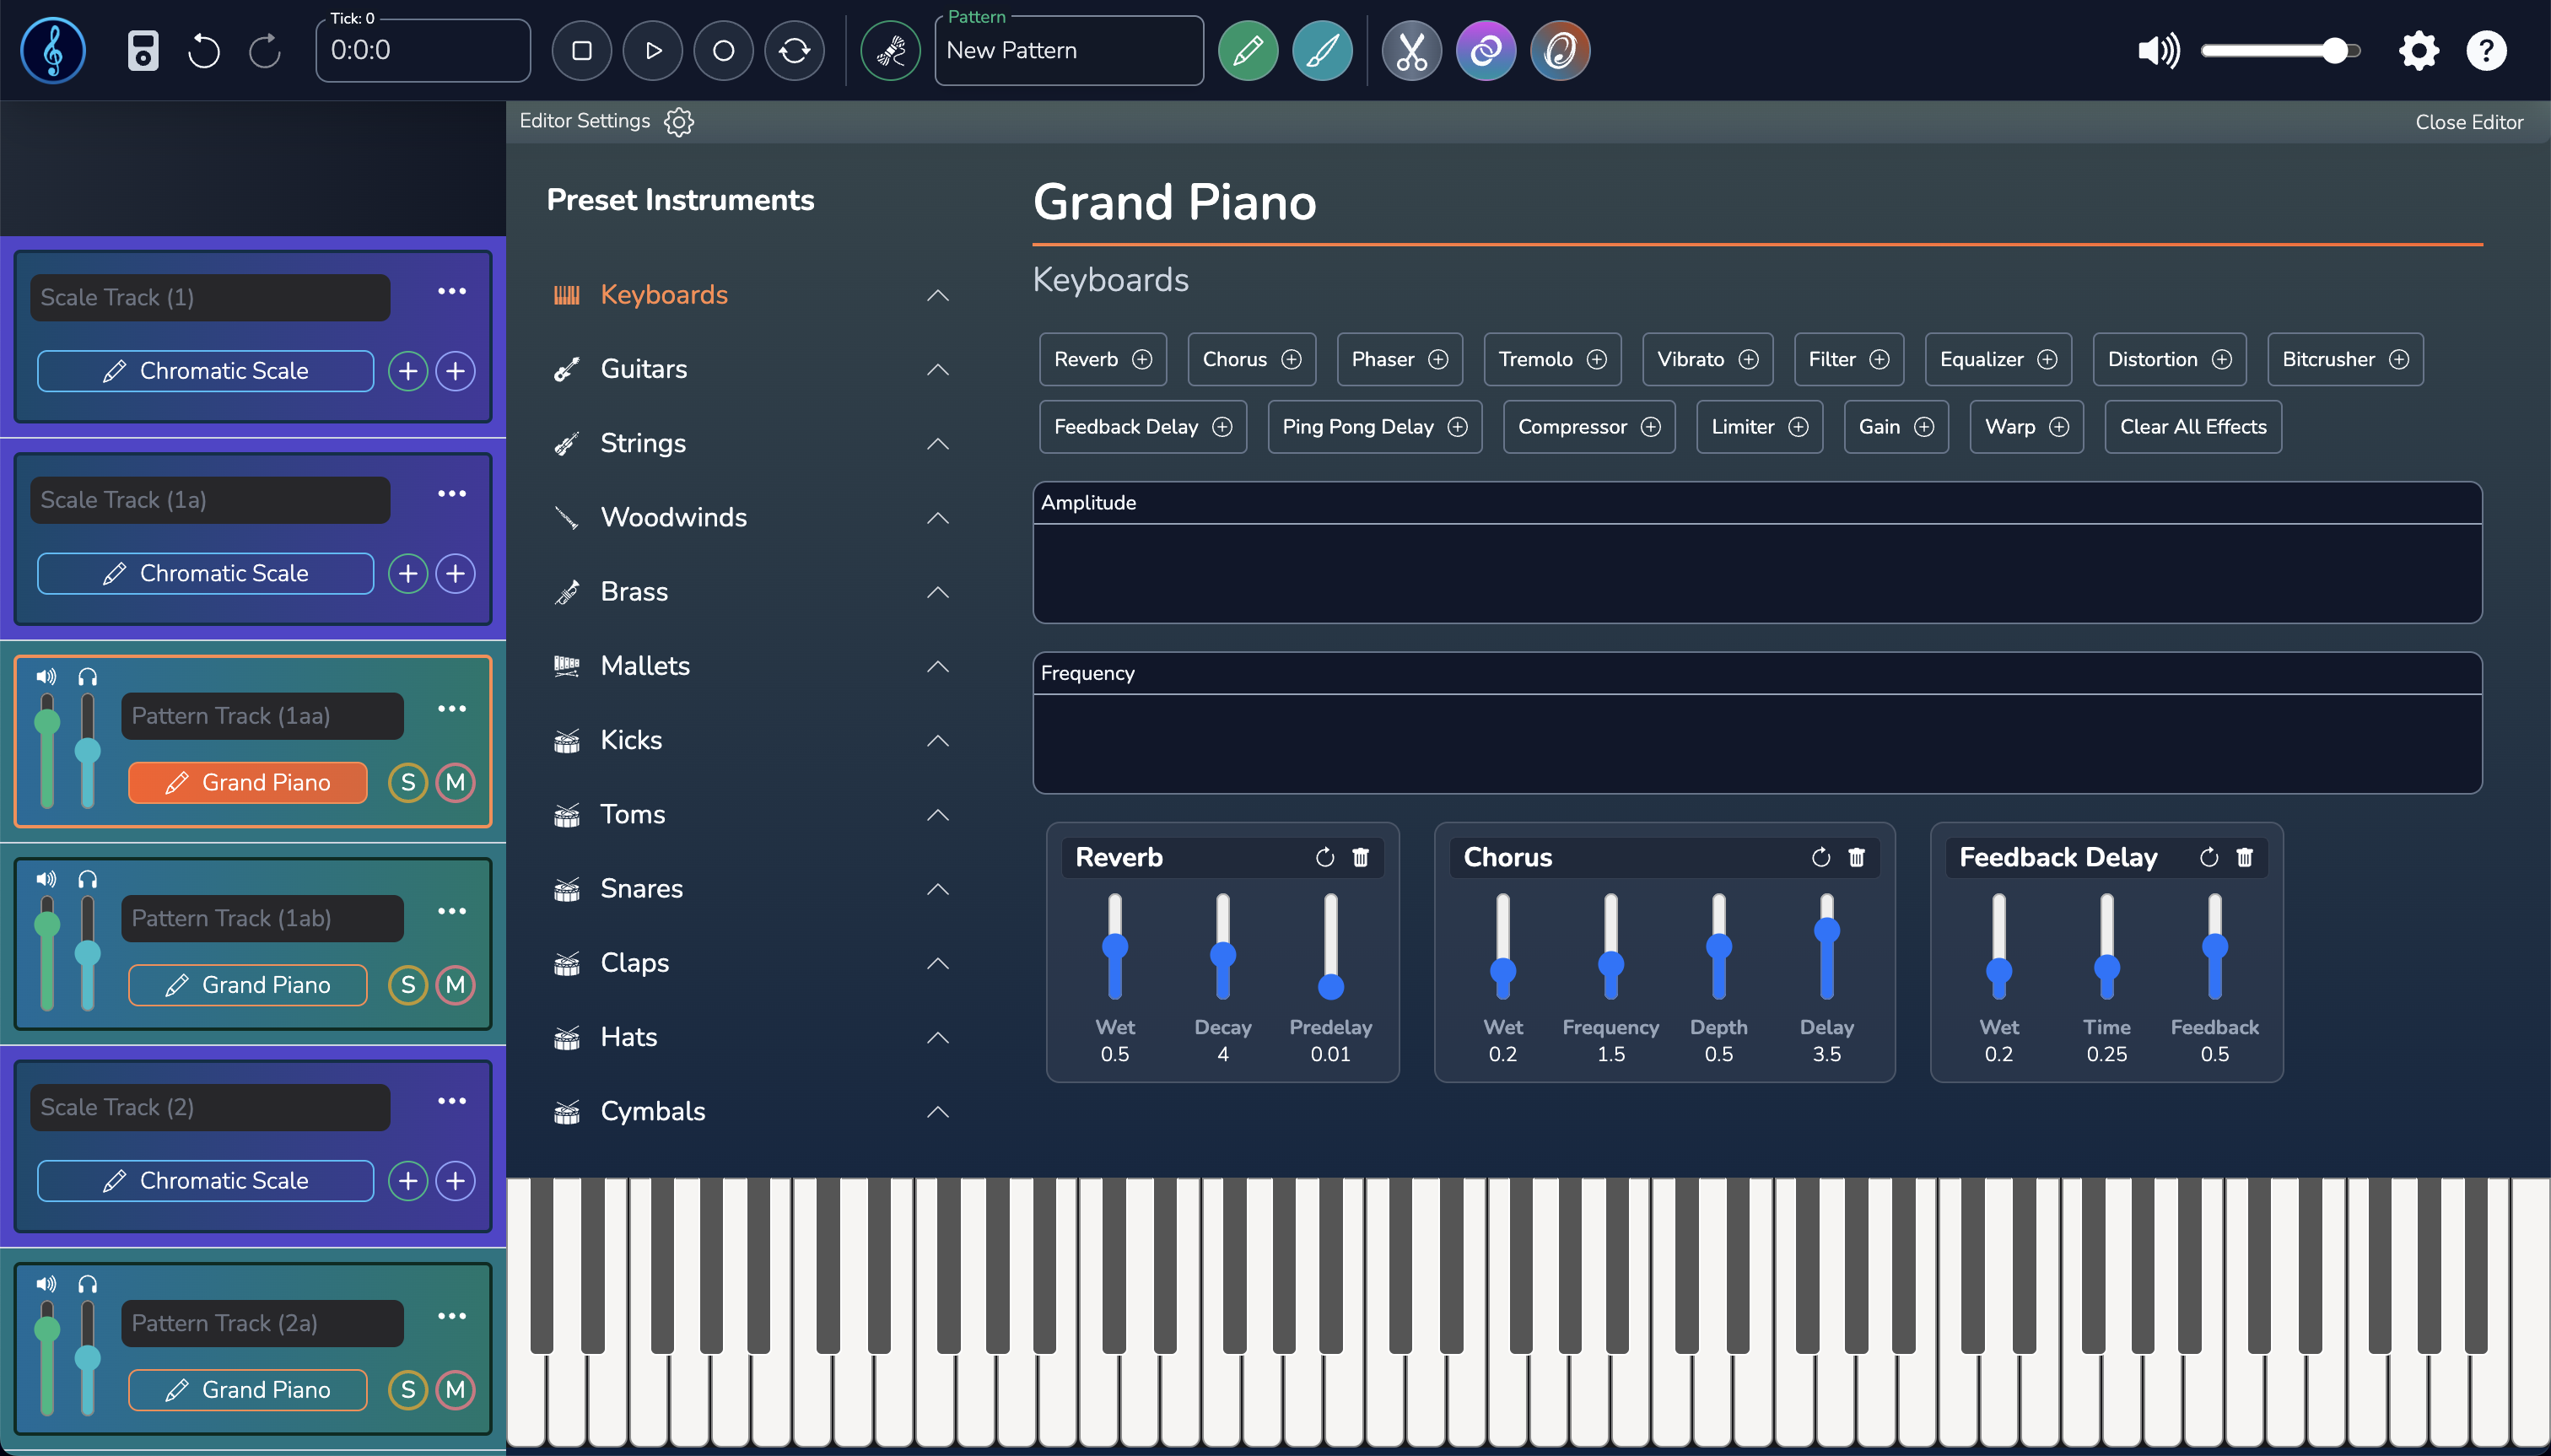 Tick: 0
0:0:0
Pattern
New Pattern
?
Editor Settings
Close Editor
Scale Track (1)
Chromatic Scale
Scale Track (1a)
Chromatic Scale
Pattern Track (1aa)
Grand Piano
S
M
Pattern Track (1ab)
Grand Piano
S
M
Scale Track (2)
Chromatic Scale
Pattern Track (2a)
Grand Piano
S
M
Preset Instruments
Keyboards
Guitars
Strings
Woodwinds
Brass
Mallets
Kicks
Toms
Snares
Claps
Hats
Cymbals
Grand Piano
Keyboards
Reverb
Chorus
Phaser
Tremolo
Vibrato
Filter
Equalizer
Distortion
Bitcrusher
Feedback Delay
Ping Pong Delay
Compressor
Limiter
Gain
Warp
Clear All Effects
Amplitude
Frequency
Reverb
Wet
Decay
Predelay
0.5
4
0.01
Chorus
Wet
Frequency
Depth
Delay
0.2
1.5
0.5
3.5
Feedback Delay
Wet
Time
Feedback
0.2
0.25
0.5